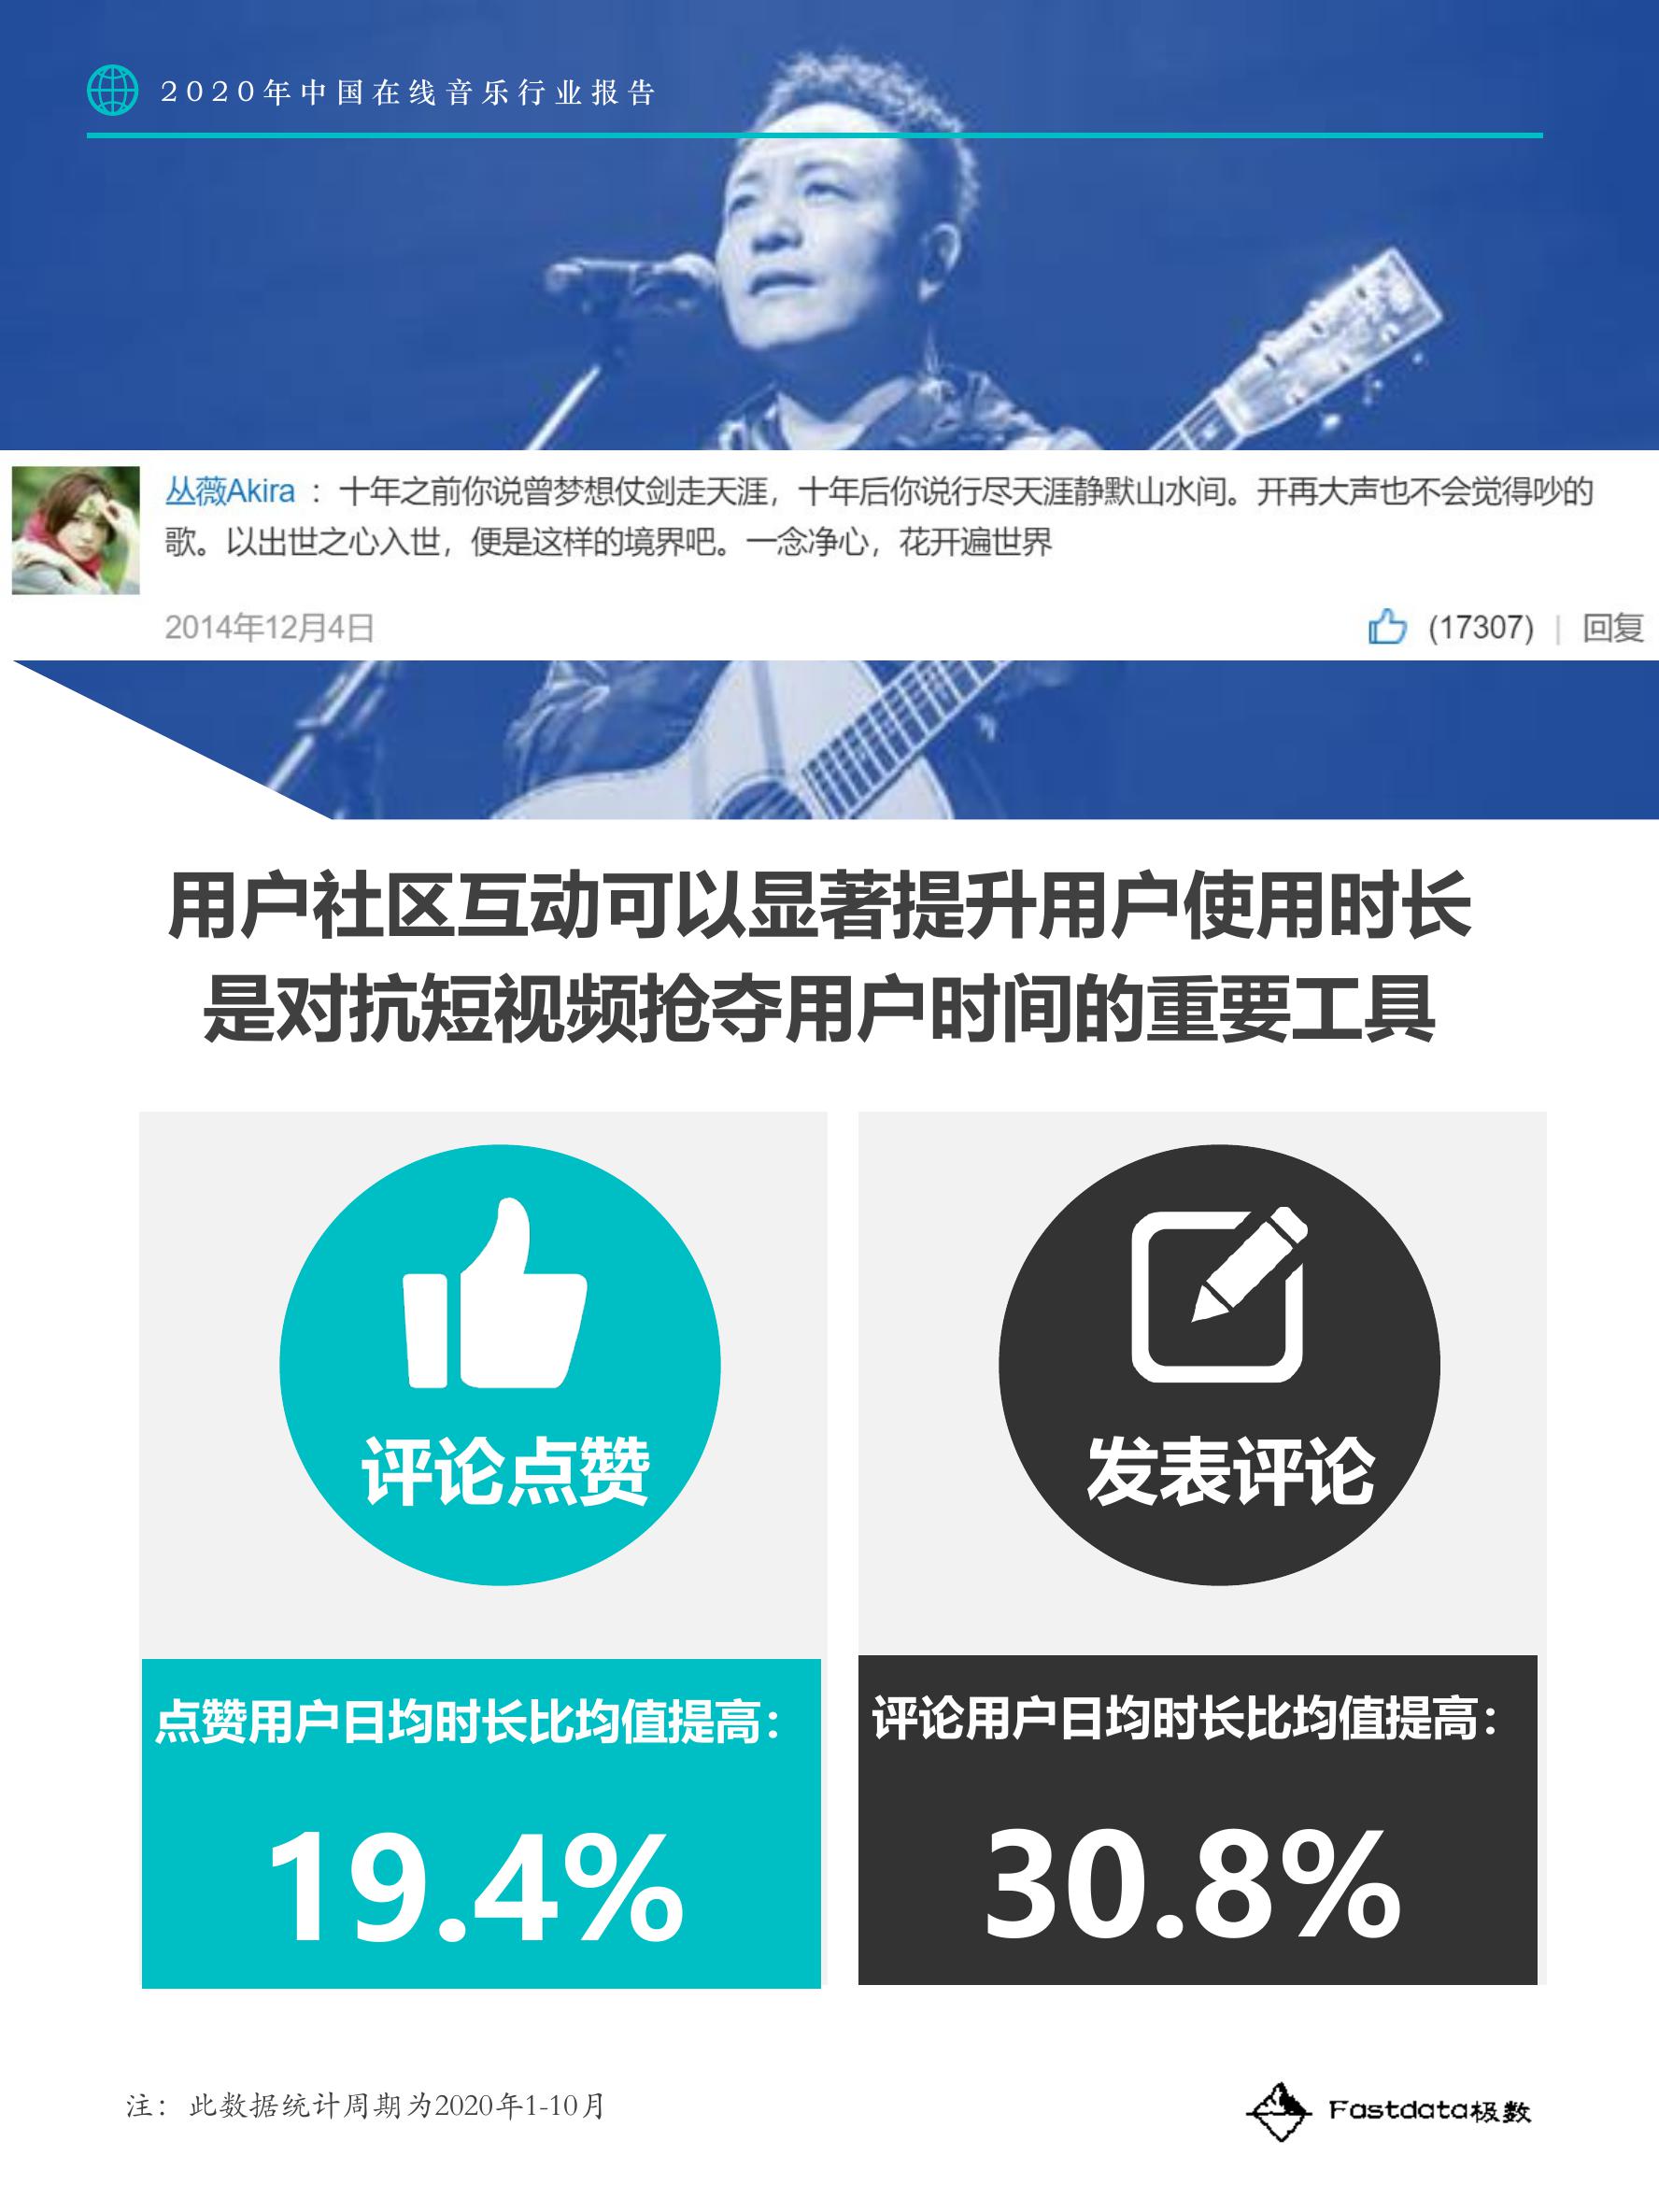 2020年中国在线音乐行业报告
丛薇Akira ：十年之前你说曾梦想仗剑走天涯，十年后你说行尽天涯静默山水间。开再大声也不会觉得吵的
歌。以出世之心入世，便是这样的境界吧。一念净心，花开遍世界
2014年12月4日
(17307) | 回复
用户社区互动可以显著提升用户使用时长
是对抗短视频抢夺用户时间的重要工具
评论点赞
发表评论
点赞用户日均时长比均值提高：
评论用户日均时长比均值提高：
19.4%
30.8%
注：此数据统计周期为2020年1-10月
Fastdata极数